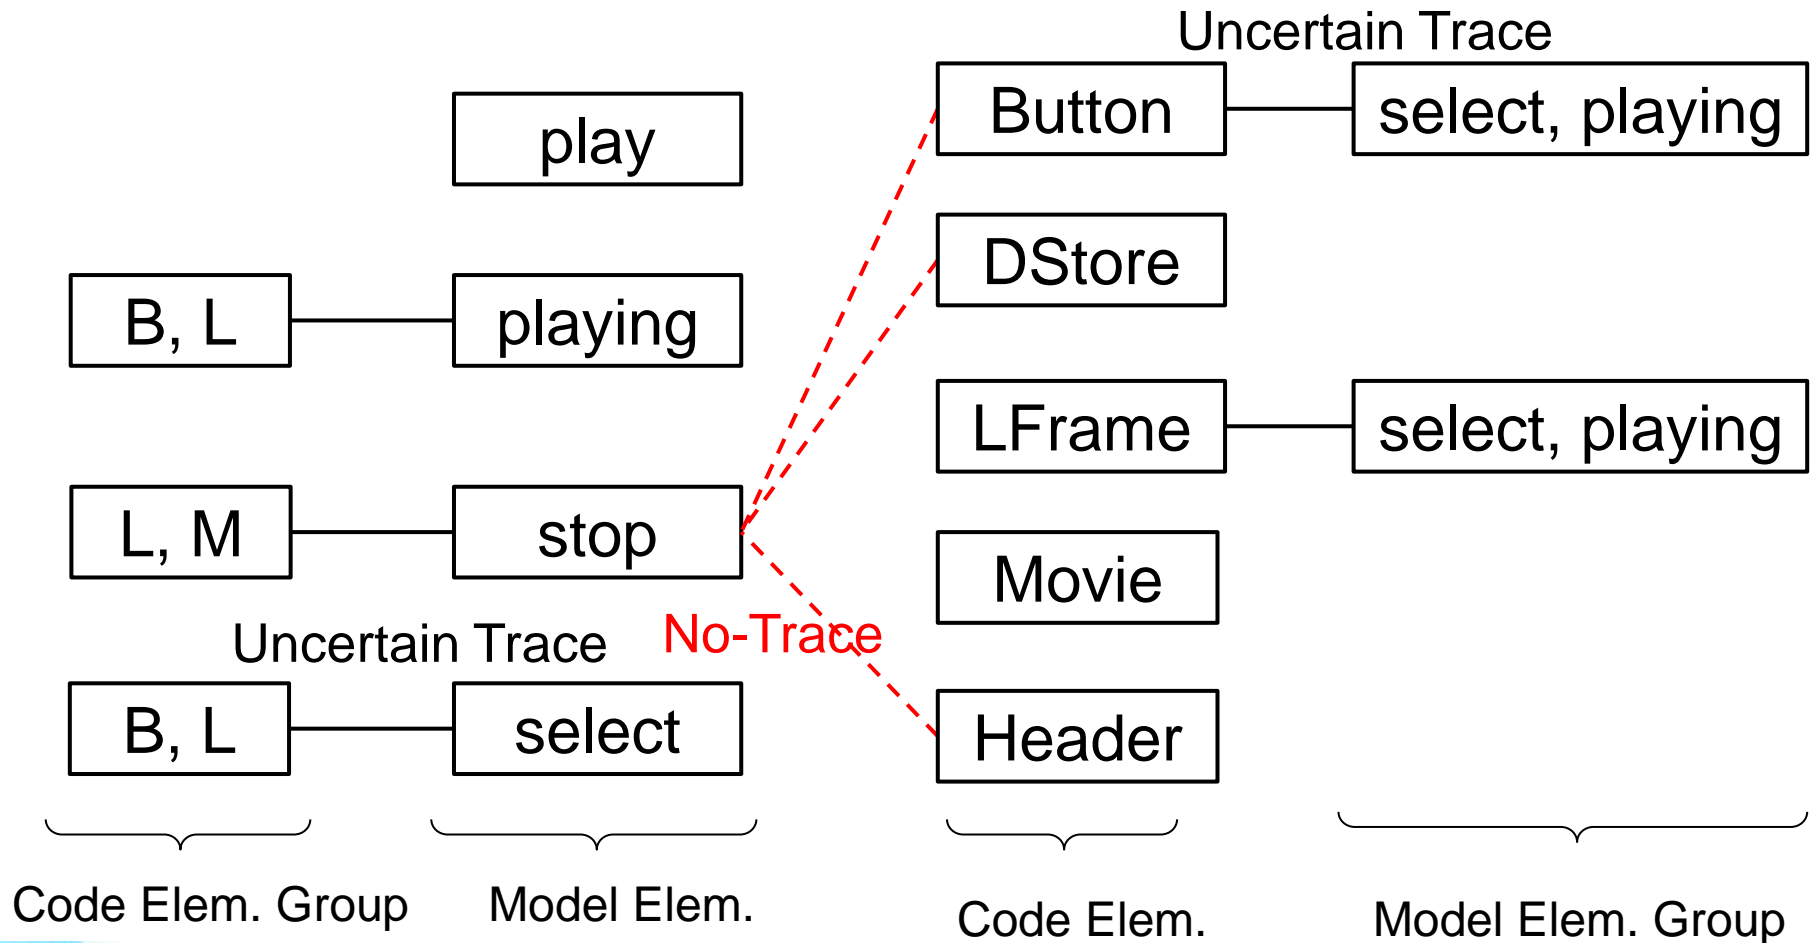 Uncertain Trace
play
Button
select, playing
DStore
B, L
playing
LFrame
select, playing
L, M
stop
Movie
Uncertain Trace
No-Trace
B, L
select
Header
Code Elem. Group
Model Elem.
Code Elem.
Model Elem. Group